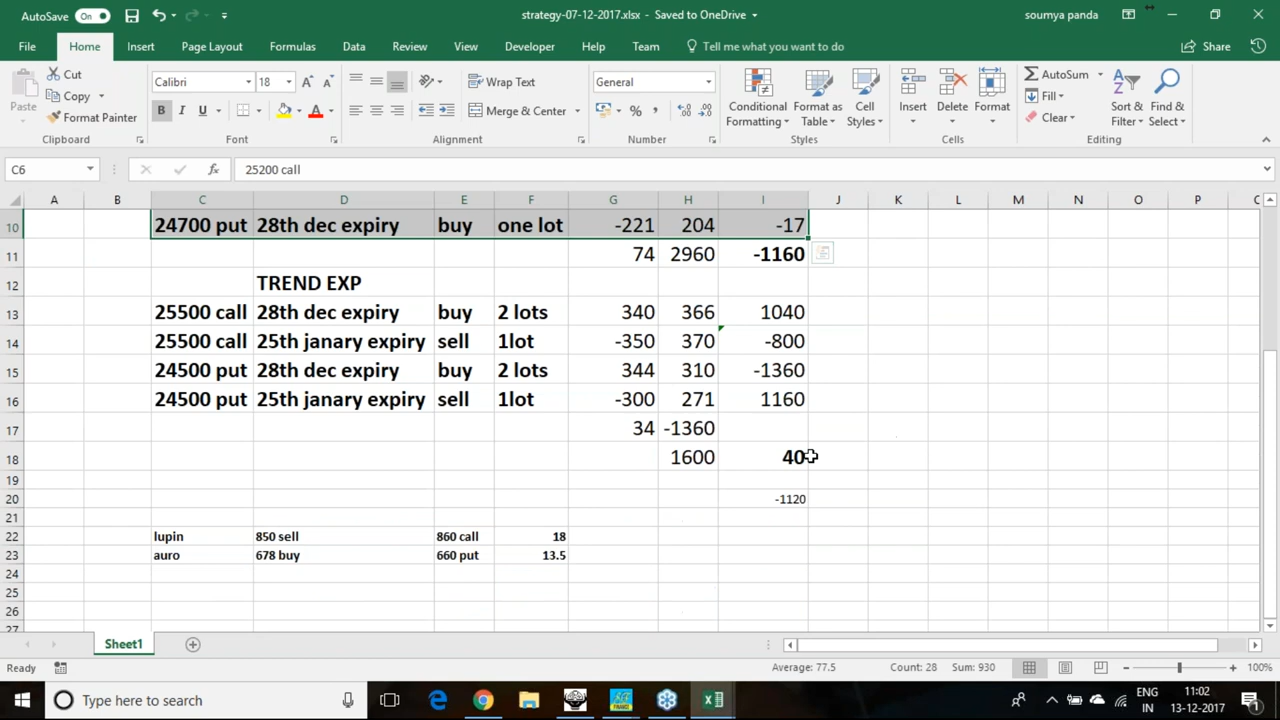 AutoSave On strategy-07-12-2017.xlsx - Saved to OneDrive soumya panda
File Home Insert Page Layout Formulas Data Review View Developer Help Team Tell me what you want to do Share
Cut
Copy
Format Painter
Paste
Calibri 18
B I U
Wrap Text
Merge & Center
General
Conditional Formatting
Format as Table
Cell Styles
Insert Delete Format
AutoSum
Fill
Clear
Sort & Filter
Find & Select
Clipboard Font Alignment Number Styles Cells Editing
C6 fx 25200 call
A B C D E F G H I J K L M N O P
10 24700 put 28th dec expiry buy one lot -221 204 -17
11 74 2960 -1160
12 TREND EXP
13 25500 call 28th dec expiry buy 2 lots 340 366 1040
14 25500 call 25th janary expiry sell 1lot -350 370 -800
15 24500 put 28th dec expiry buy 2 lots 344 310 -1360
16 24500 put 25th janary expiry sell 1lot -300 271 1160
17 34 -1360
18 1600 40
19
20 -1120
21
22 lupin 850 sell 860 call 18
23 auro 678 buy 660 put 13.5
24
25
26
27
Sheet1
Ready Average: 77.5 Count: 28 Sum: 930 100%
Type here to search ENG IN 11:02 13-12-2017